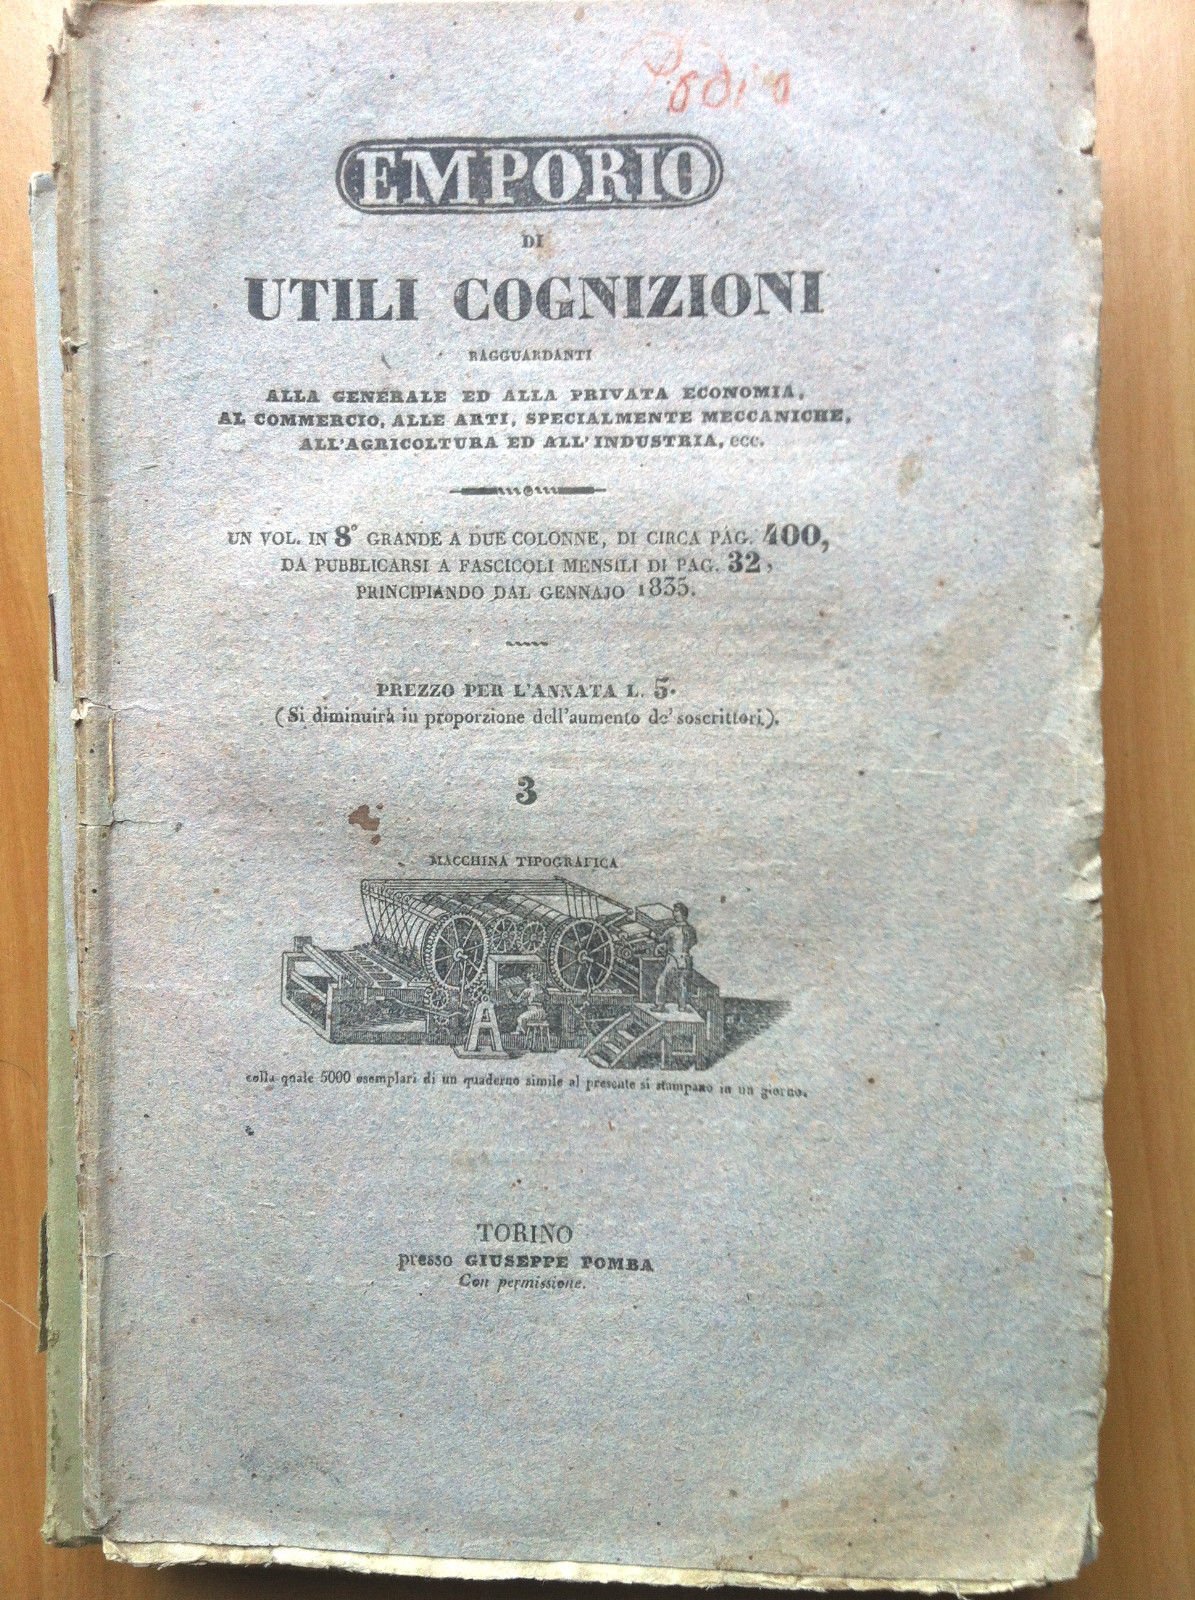 Podio
EMPORIO
DI
UTILI COGNIZIONI
RAGGUARDANTI
ALLA GENERALE ED ALLA PRIVATA ECONOMIA,
AL COMMERCIO, ALLE ARTI, SPECIALMENTE MECCANICHE,
ALL'AGRICOLTURA ED ALL'INDUSTRIA, ecc.
UN VOL. IN 8° GRANDE A DUE COLONNE, DI CIRCA PAG. 400,
DA PUBBLICARSI A FASCICOLI MENSILI DI PAG. 32,
PRINCIPIANDO DAL GENNAJO 1835.
PREZZO PER L'ANNATA L. 5.
(Si diminuirà in proporzione dell'aumento de' soscrittori.).
3
MACCHINA TIPOGRAFICA
A
colla quale 5000 esemplari di un quaderno simile al presente si stampano in un giorno.
TORINO
presso GIUSEPPE POMBA
Con permissione.